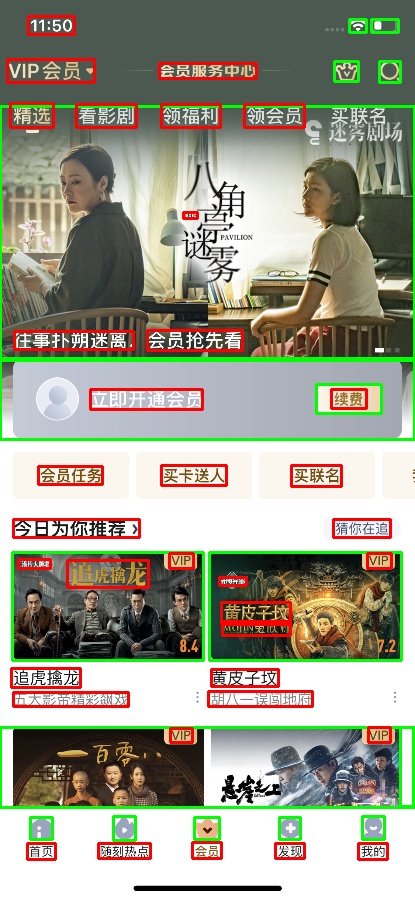 11:50
VIP会员
会员服务中心
精选 看影剧 领福利 领会员 买联名
迷雾剧场
八角亭谜雾
PAVILION
往事扑朔迷离，会员抢先看
立即开通会员
续费
会员任务 买卡送人 买联名
今日为你推荐 ›
猜你在追
VIP
追虎擒龙
8.4
VIP
黄皮子坟
7.2
追虎擒龙
五大影帝精彩飙戏
黄皮子坟
胡八一误闯地府
VIP
一百零八
VIP
悬崖之上
首页 随刻热点 会员 发现 我的